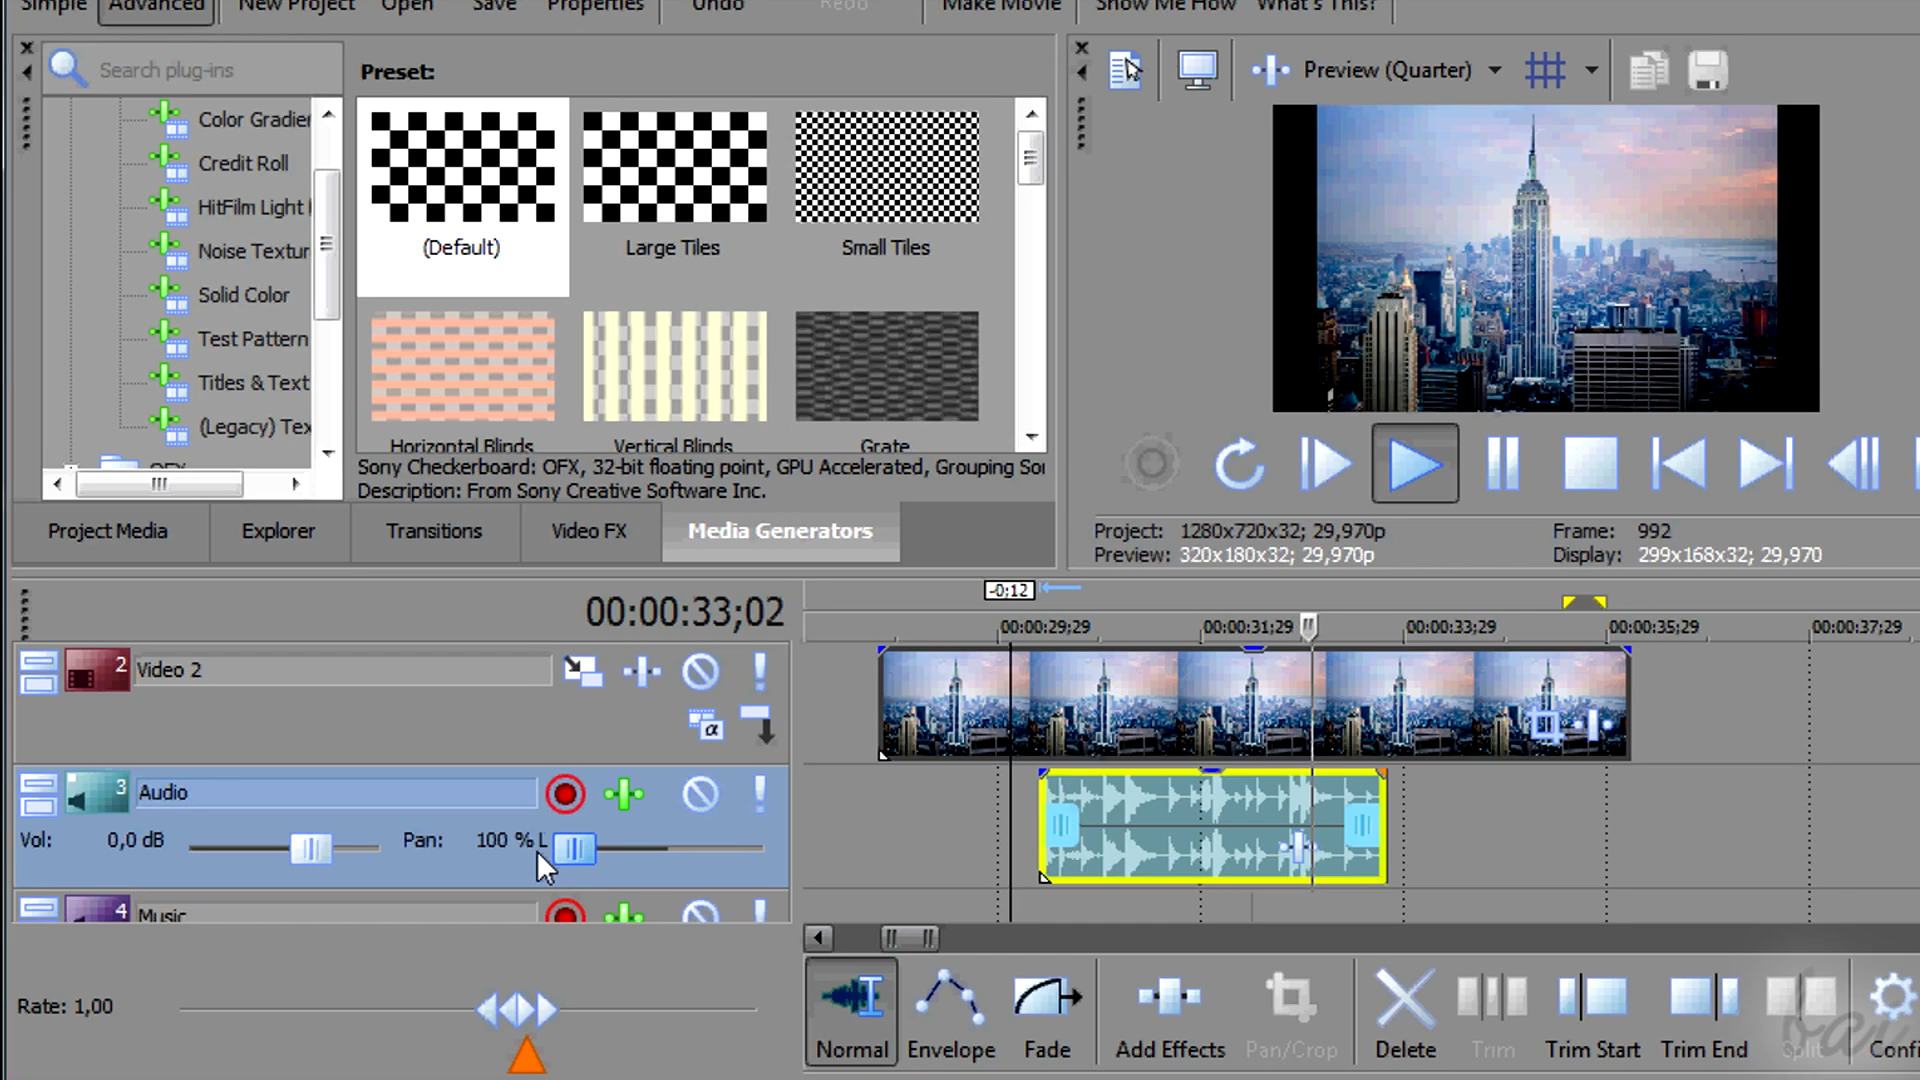 Simple Advanced New Project Open Save Properties Undo Redo Make Movie Show Me How What's This?
Search plug-ins
Preset:
Preview (Quarter)
Color Gradier
Credit Roll
HitFilm Light
Noise Textur
Solid Color
Test Pattern
Titles & Text
(Legacy) Tex
OFX
(Default)
Large Tiles
Small Tiles
Horizontal Blinds
Vertical Blinds
Grate
Sony Checkerboard: OFX, 32-bit floating point, GPU Accelerated, Grouping So
Description: From Sony Creative Software Inc.
Project Media
Explorer
Transitions
Video FX
Media Generators
Project: 1280x720x32; 29,970p
Preview: 320x180x32; 29,970p
Frame: 992
Display: 299x168x32; 29,970
00:00:33;02
-0;12
00:00:29;29 00:00:31;29 00:00:33;29 00:00:35;29 00:00:37;29
2 Video 2
α
3 Audio
Vol: 0,0 dB Pan: 100 % L
4 Music
Rate: 1,00
Normal Envelope Fade Add Effects Pan/Crop Delete Trim Trim Start Trim End Split Confi